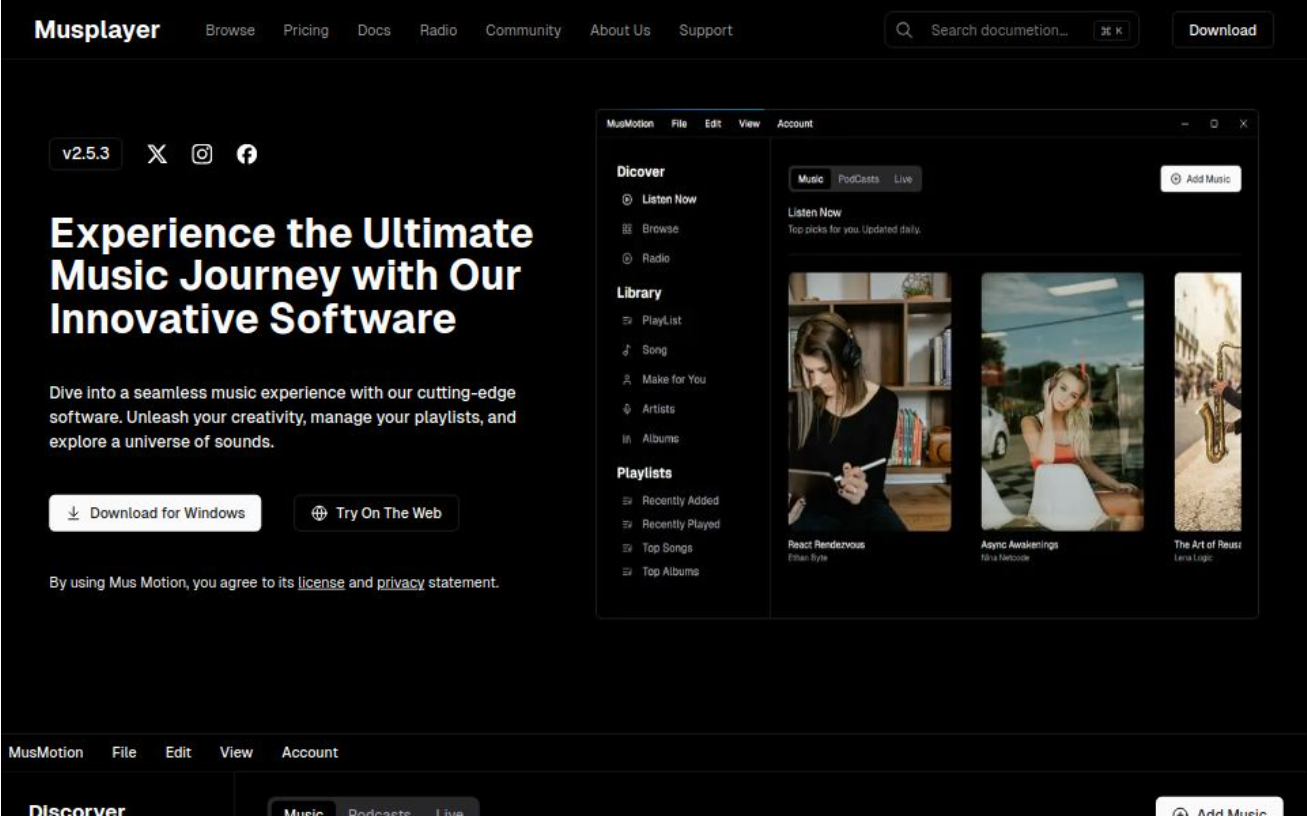 Musplayer Browse Pricing Docs Radio Community About Us Support Search documetion... ⌘ K Download
v2.5.3
Experience the Ultimate
Music Journey with Our
Innovative Software
Dive into a seamless music experience with our cutting-edge
software. Unleash your creativity, manage your playlists, and
explore a universe of sounds.
Download for Windows Try On The Web
By using Mus Motion, you agree to its license and privacy statement.
MusMotion File Edit View Account
Dicover
Listen Now
Browse
Radio
Library
PlayList
Song
Make for You
Artists
Albums
Playlists
Recently Added
Recently Played
Top Songs
Top Albums
Music PodCasts Live Add Music
Listen Now
Top picks for you. Updated daily.
React Rendezvous
Ethan Byte
Async Awakenings
Nina Netcode
The Art of Reusa
Lena Logic
MusMotion File Edit View Account
Discorver
Music Podcasts Live Add Music